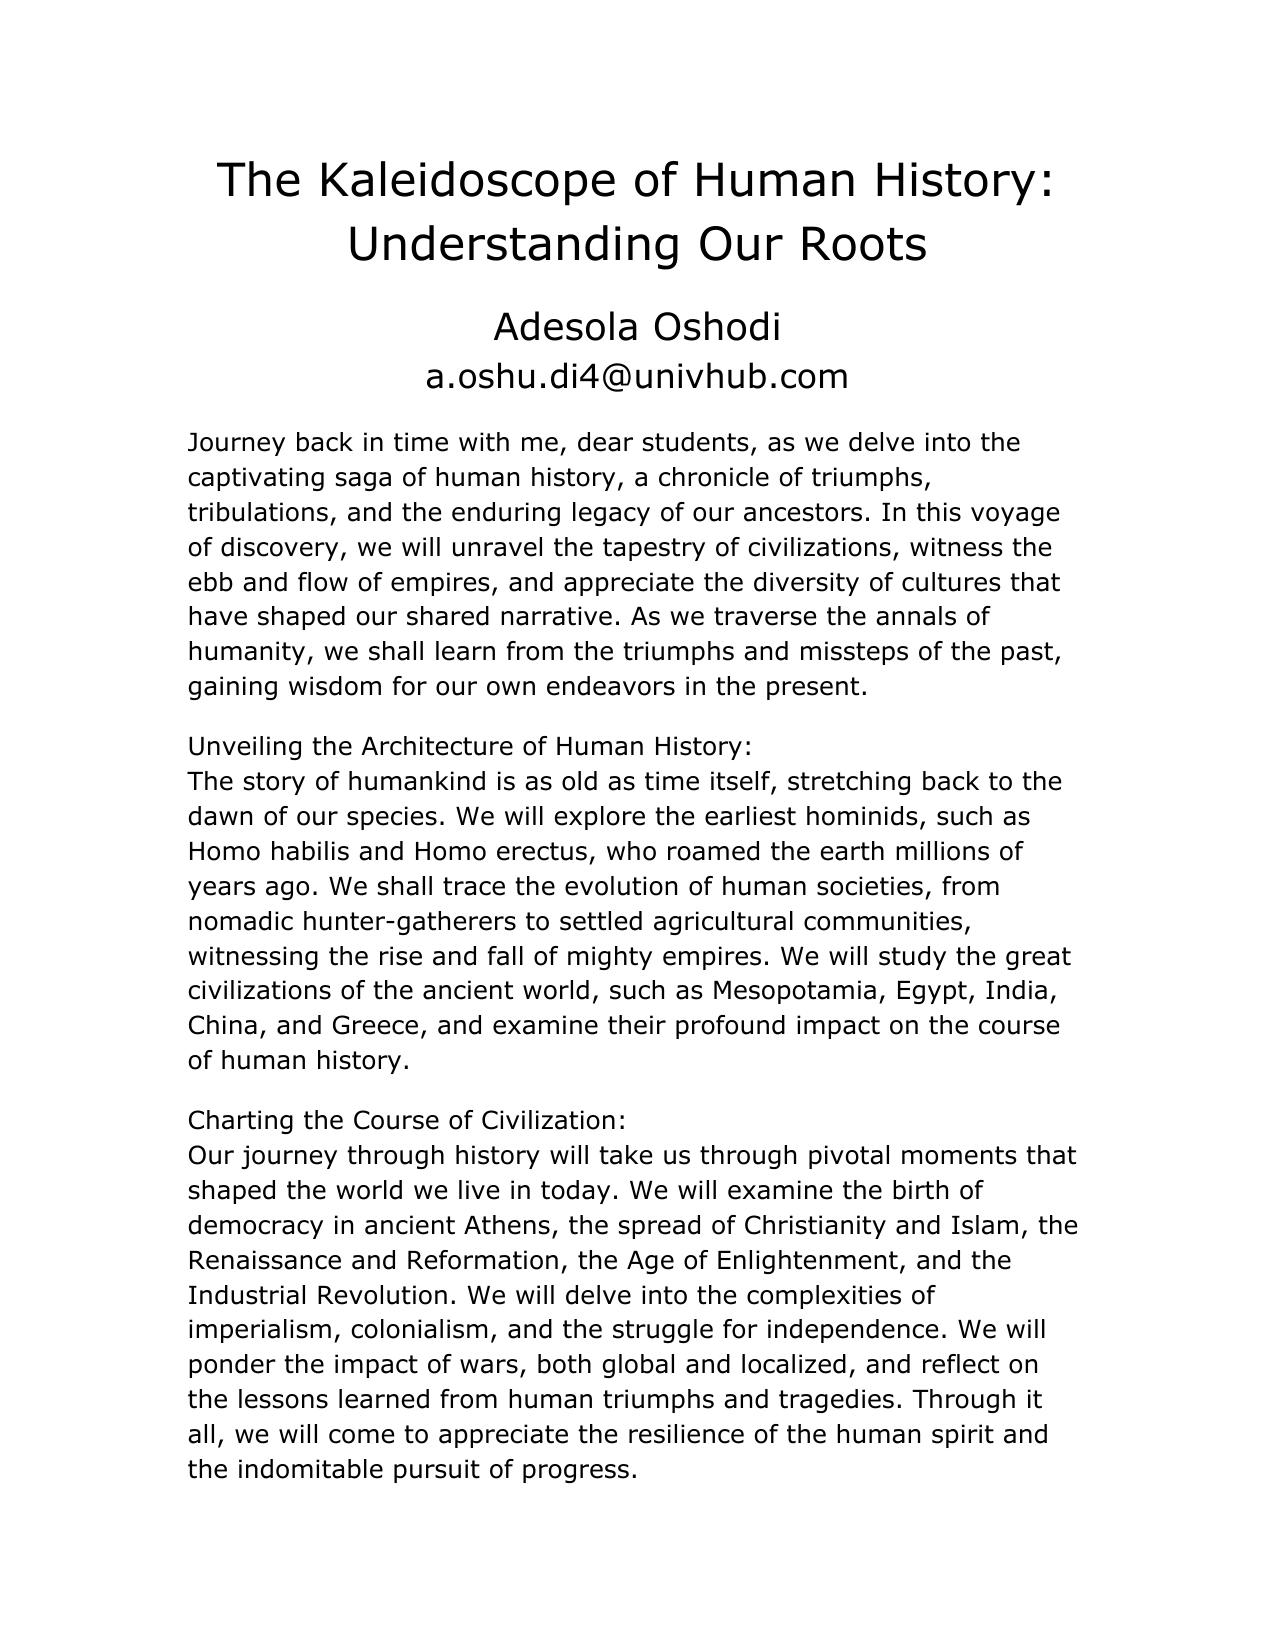 The Kaleidoscope of Human History:
Understanding Our Roots
Adesola Oshodi
a.oshu.di4@univhub.com
Journey back in time with me, dear students, as we delve into the
captivating saga of human history, a chronicle of triumphs,
tribulations, and the enduring legacy of our ancestors. In this voyage
of discovery, we will unravel the tapestry of civilizations, witness the
ebb and flow of empires, and appreciate the diversity of cultures that
have shaped our shared narrative. As we traverse the annals of
humanity, we shall learn from the triumphs and missteps of the past,
gaining wisdom for our own endeavors in the present.
Unveiling the Architecture of Human History:
The story of humankind is as old as time itself, stretching back to the
dawn of our species. We will explore the earliest hominids, such as
Homo habilis and Homo erectus, who roamed the earth millions of
years ago. We shall trace the evolution of human societies, from
nomadic hunter-gatherers to settled agricultural communities,
witnessing the rise and fall of mighty empires. We will study the great
civilizations of the ancient world, such as Mesopotamia, Egypt, India,
China, and Greece, and examine their profound impact on the course
of human history.
Charting the Course of Civilization:
Our journey through history will take us through pivotal moments that
shaped the world we live in today. We will examine the birth of
democracy in ancient Athens, the spread of Christianity and Islam, the
Renaissance and Reformation, the Age of Enlightenment, and the
Industrial Revolution. We will delve into the complexities of
imperialism, colonialism, and the struggle for independence. We will
ponder the impact of wars, both global and localized, and reflect on
the lessons learned from human triumphs and tragedies. Through it
all, we will come to appreciate the resilience of the human spirit and
the indomitable pursuit of progress.